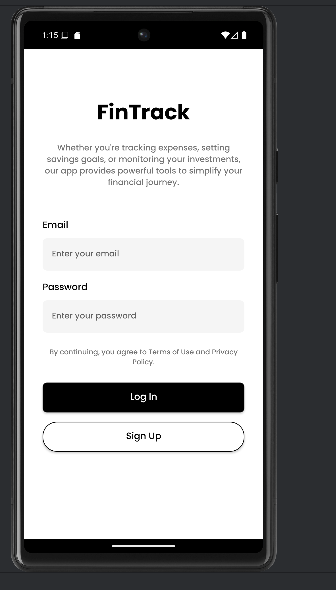 1:15
FinTrack
Whether you're tracking expenses, setting
savings goals, or monitoring your investments,
our app provides powerful tools to simplify your
financial journey.
Email
Enter your email
Password
Enter your password
By continuing, you agree to Terms of Use and Privacy
Policy.
Log In
Sign Up